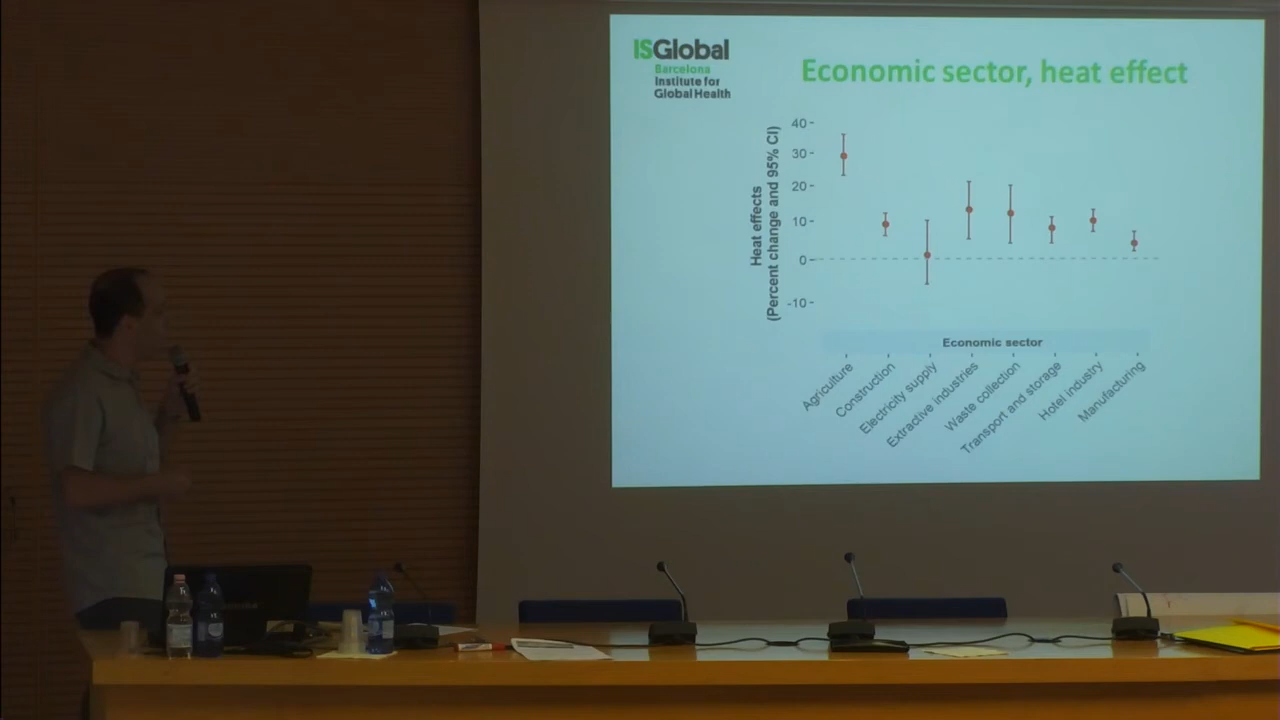 ISGlobal
Barcelona
Institute for
Global Health
Economic sector, heat effect
Heat effects
(Percent change and 95% CI)
40
30
20
10
0
-10
Economic sector
Agriculture
Construction
Electricity supply
Extractive industries
Waste collection
Transport and storage
Hotel industry
Manufacturing